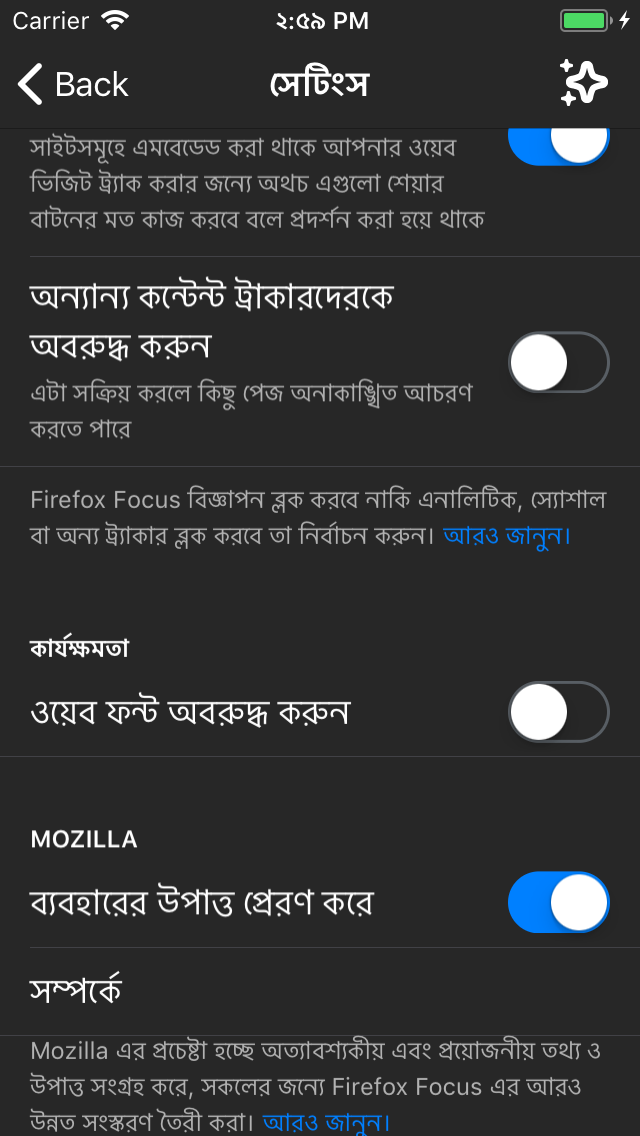 Carrier ২:৫৯ PM
Back সেটিংস
সাইটসমূহে এমবেডেড করা থাকে আপনার ওয়েব
ভিজিট ট্র্যাক করার জন্যে অথচ এগুলো শেয়ার
বাটনের মত কাজ করবে বলে প্রদর্শন করা হয়ে থাকে
অন্যান্য কন্টেন্ট ট্রাকারদেরকে
অবরুদ্ধ করুন
এটা সক্রিয় করলে কিছু পেজ অনাকাঙ্খিত আচরণ
করতে পারে
Firefox Focus বিজ্ঞাপন ব্লক করবে নাকি এনালিটিক, স্যোশাল
বা অন্য ট্র্যাকার ব্লক করবে তা নির্বাচন করুন। আরও জানুন।
কার্যক্ষমতা
ওয়েব ফন্ট অবরুদ্ধ করুন
MOZILLA
ব্যবহারের উপাত্ত প্রেরণ করে
সম্পর্কে
Mozilla এর প্রচেষ্টা হচ্ছে অত্যাবশ্যকীয় এবং প্রয়োজনীয় তথ্য ও
উপাত্ত সংগ্রহ করে, সকলের জন্যে Firefox Focus এর আরও
উন্নত সংস্করণ তৈরী করা। আরও জানুন।